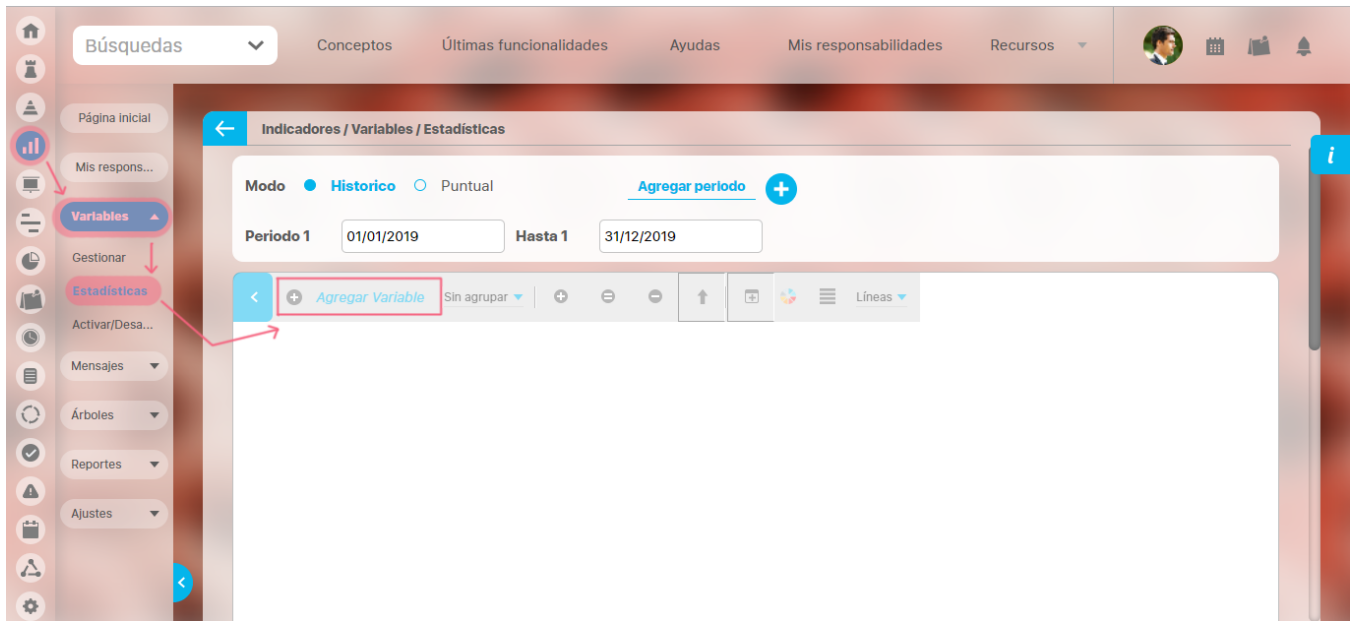 Búsquedas
Conceptos
Últimas funcionalidades
Ayudas
Mis responsabilidades
Recursos
Página inicial
Mis respons...
Variables
Gestionar
Estadísticas
Activar/Desa...
Mensajes
Árboles
Reportes
Ajustes
Indicadores / Variables / Estadísticas
i
Modo Historico Puntual Agregar periodo
Periodo 1 01/01/2019 Hasta 1 31/12/2019
Agregar Variable Sin agrupar Líneas